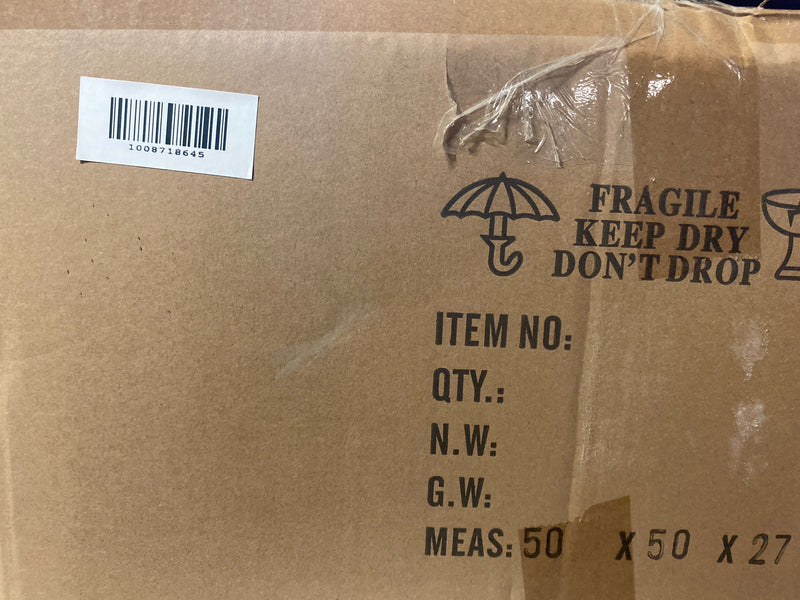 1008718645
FRAGILE
KEEP DRY
DON'T DROP
ITEM NO:
QTY.:
N.W:
G.W:
MEAS: 50 X 50 X 27